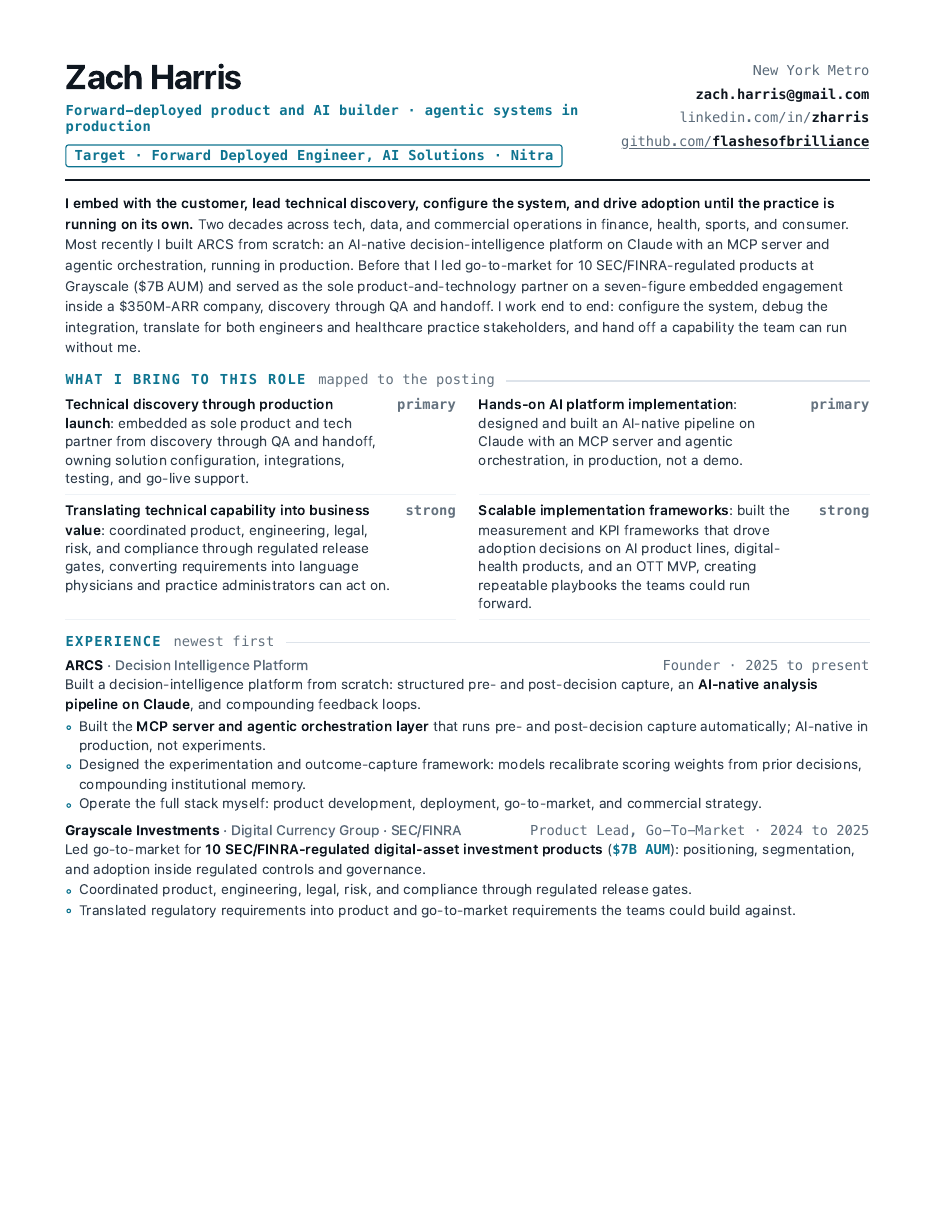 Zach Harris
Forward-deployed product and AI builder · agentic systems in
production
Target · Forward Deployed Engineer, AI Solutions · Nitra
New York Metro
zach.harris@gmail.com
linkedin.com/in/zharris
github.com/flashesofbrilliance
I embed with the customer, lead technical discovery, configure the system, and drive adoption until the practice is
running on its own. Two decades across tech, data, and commercial operations in finance, health, sports, and consumer.
Most recently I built ARCS from scratch: an AI-native decision-intelligence platform on Claude with an MCP server and
agentic orchestration, running in production. Before that I led go-to-market for 10 SEC/FINRA-regulated products at
Grayscale ($7B AUM) and served as the sole product-and-technology partner on a seven-figure embedded engagement
inside a $350M-ARR company, discovery through QA and handoff. I work end to end: configure the system, debug the
integration, translate for both engineers and healthcare practice stakeholders, and hand off a capability the team can run
without me.
WHAT I BRING TO THIS ROLE mapped to the posting
Technical discovery through production primary
launch: embedded as sole product and tech
partner from discovery through QA and handoff,
owning solution configuration, integrations,
testing, and go-live support.
Hands-on AI platform implementation: primary
designed and built an AI-native pipeline on
Claude with an MCP server and agentic
orchestration, in production, not a demo.
Translating technical capability into business strong
value: coordinated product, engineering, legal,
risk, and compliance through regulated release
gates, converting requirements into language
physicians and practice administrators can act on.
Scalable implementation frameworks: built the strong
measurement and KPI frameworks that drove
adoption decisions on AI product lines, digital-
health products, and an OTT MVP, creating
repeatable playbooks the teams could run
forward.
EXPERIENCE newest first
ARCS · Decision Intelligence Platform Founder · 2025 to present
Built a decision-intelligence platform from scratch: structured pre- and post-decision capture, an AI-native analysis
pipeline on Claude, and compounding feedback loops.
∘ Built the MCP server and agentic orchestration layer that runs pre- and post-decision capture automatically; AI-native in
production, not experiments.
∘ Designed the experimentation and outcome-capture framework: models recalibrate scoring weights from prior decisions,
compounding institutional memory.
∘ Operate the full stack myself: product development, deployment, go-to-market, and commercial strategy.
Grayscale Investments · Digital Currency Group · SEC/FINRA Product Lead, Go-To-Market · 2024 to 2025
Led go-to-market for 10 SEC/FINRA-regulated digital-asset investment products ($7B AUM): positioning, segmentation,
and adoption inside regulated controls and governance.
∘ Coordinated product, engineering, legal, risk, and compliance through regulated release gates.
∘ Translated regulatory requirements into product and go-to-market requirements the teams could build against.